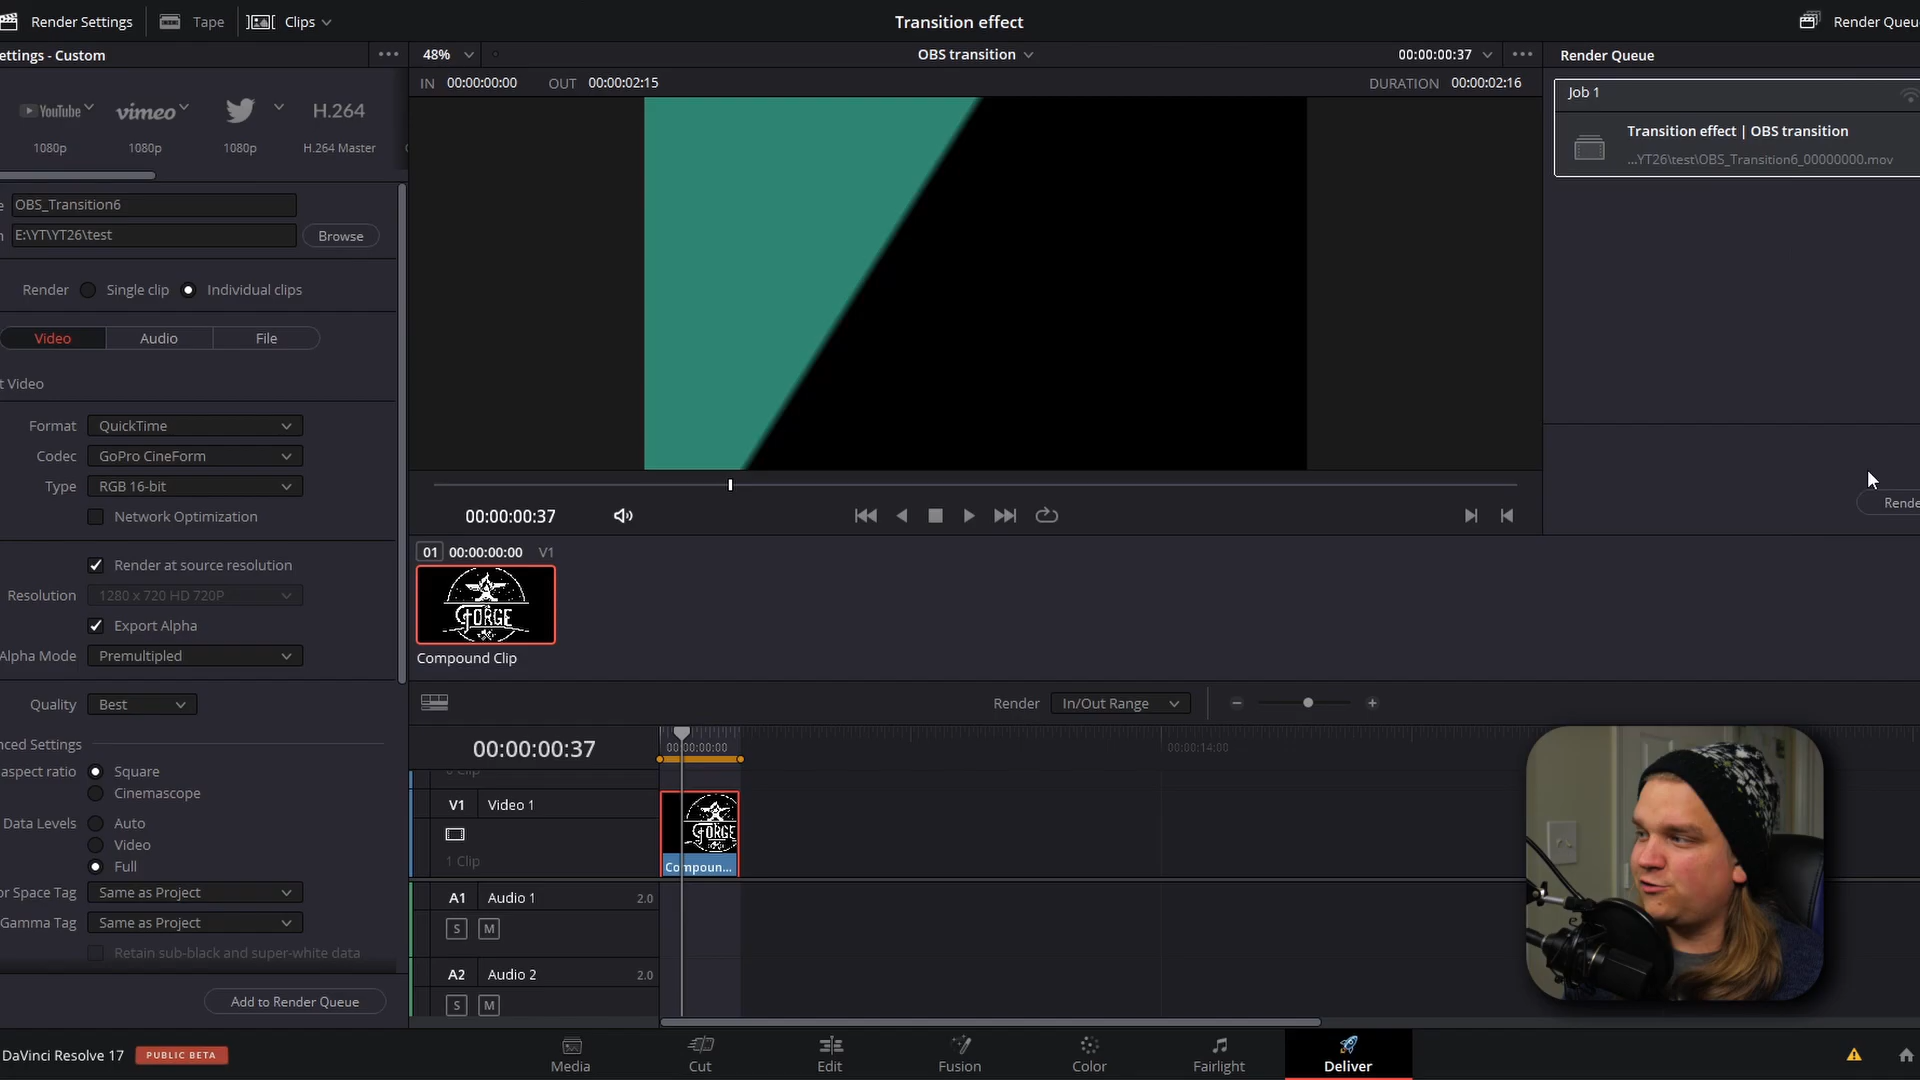 Render Settings
Tape
Clips
Transition effect
Render Queu
ettings - Custom
48%
OBS transition
00:00:00:37
Render Queue
IN 00:00:00:00 OUT 00:00:02:15
DURATION 00:00:02:16
YouTube
vimeo
H.264
1080p
1080p
1080p
H.264 Master
Job 1
Transition effect | OBS transition
...YT26\test\OBS_Transition6_00000000.mov
e OBS_Transition6
n E:\YT\YT26\test
Browse
Render
Single clip
Individual clips
Video
Audio
File
t Video
Format QuickTime
Codec GoPro CineForm
Type RGB 16-bit
Network Optimization
Render at source resolution
Resolution 1280 x 720 HD 720P
Export Alpha
Alpha Mode Premultipled
Quality Best
nced Settings
aspect ratio Square
Cinemascope
Data Levels Auto
Video
Full
or Space Tag Same as Project
Gamma Tag Same as Project
Retain sub-black and super-white data
Add to Render Queue
00:00:00:37
Rende
01 00:00:00:00 V1
FORGE
Compound Clip
Render In/Out Range
00:00:00:37
00:00:00:00
00:00:14:00
V1 Video 1
1 Clip
FORGE
Compoun...
A1 Audio 1 2.0
S M
A2 Audio 2 2.0
S M
DaVinci Resolve 17
PUBLIC BETA
Media
Cut
Edit
Fusion
Color
Fairlight
Deliver